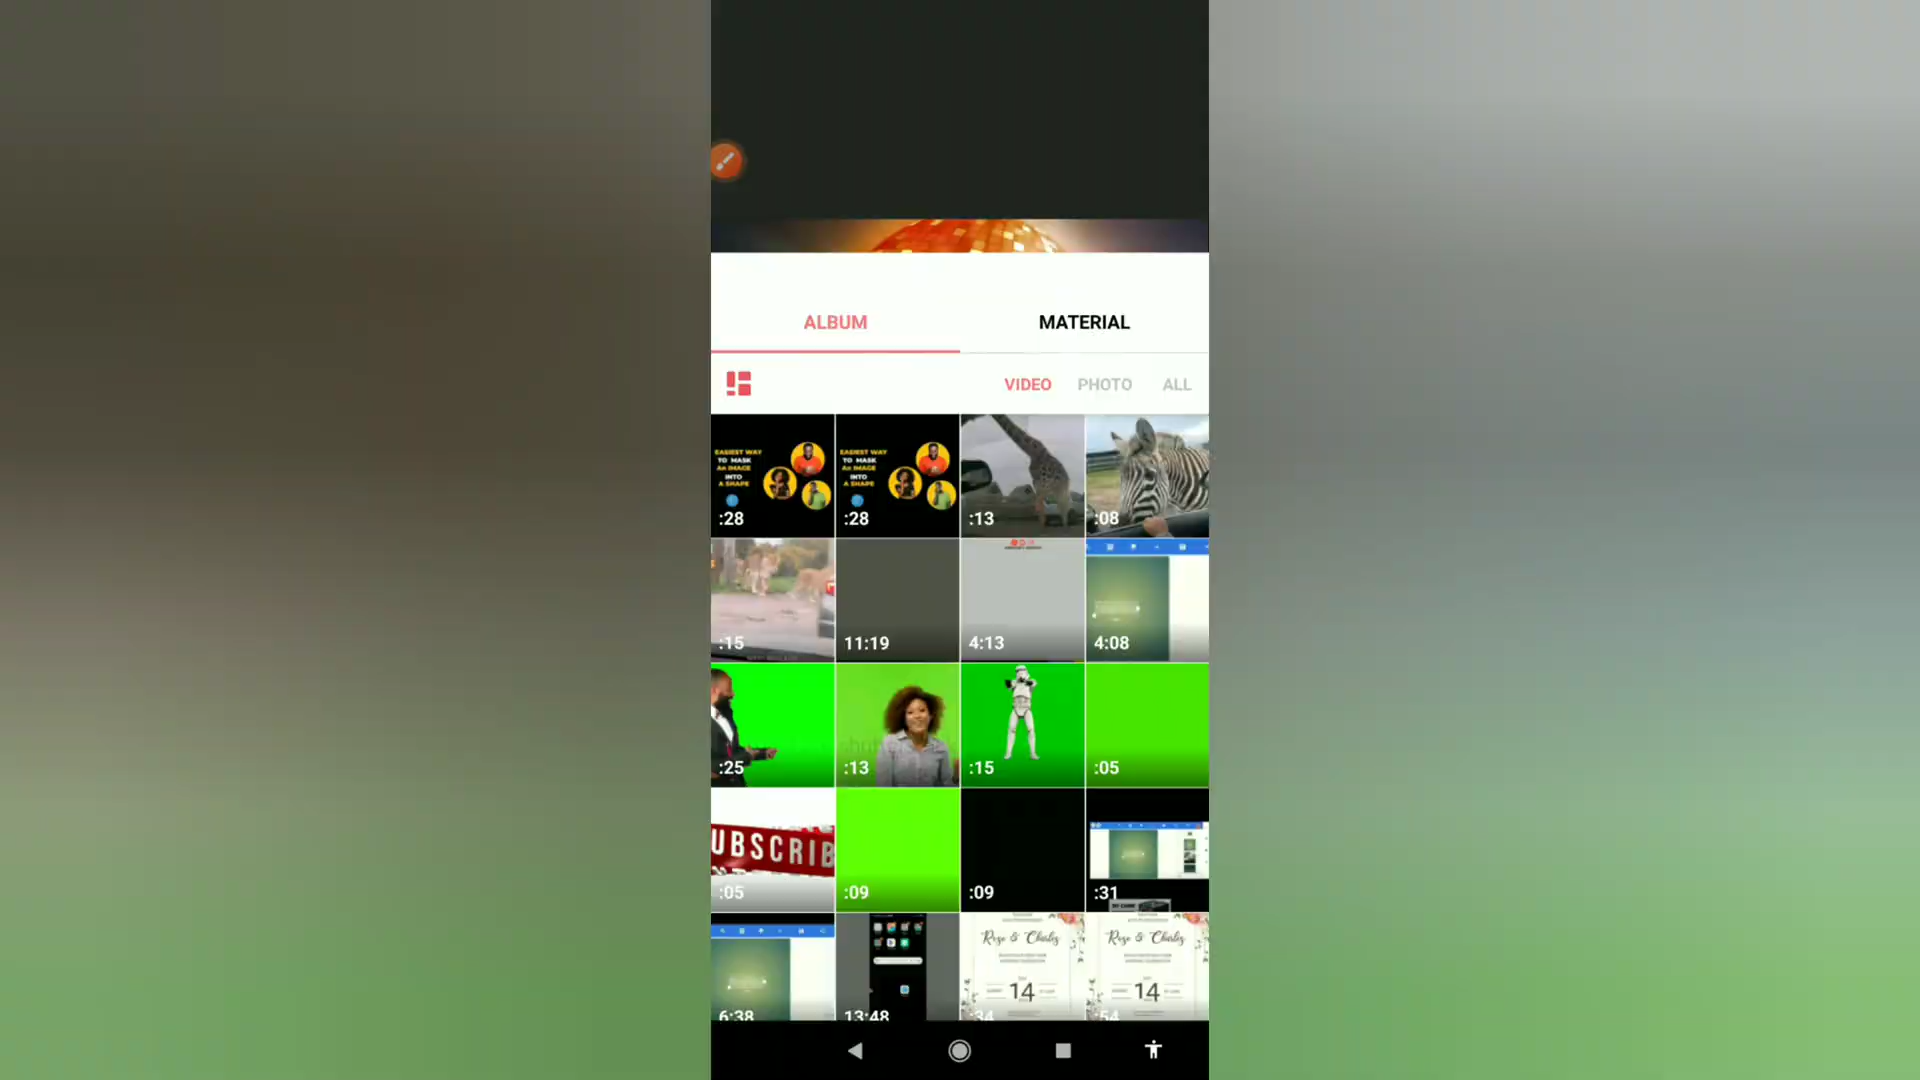 ALBUM MATERIAL
VIDEO PHOTO ALL
EASIEST WAY
TO MASK
An IMAGE
INTO
A SHAPE
:28
EASIEST WAY
TO MASK
An IMAGE
INTO
A SHAPE
:28
:13
:08
:15
11:19
4:13
4:08
:25
:13
:15
:05
UBSCRIB
:05
:09
:09
:31
6:38
13:48
Rose & Charles
14
:34
Rose & Charles
14
:54